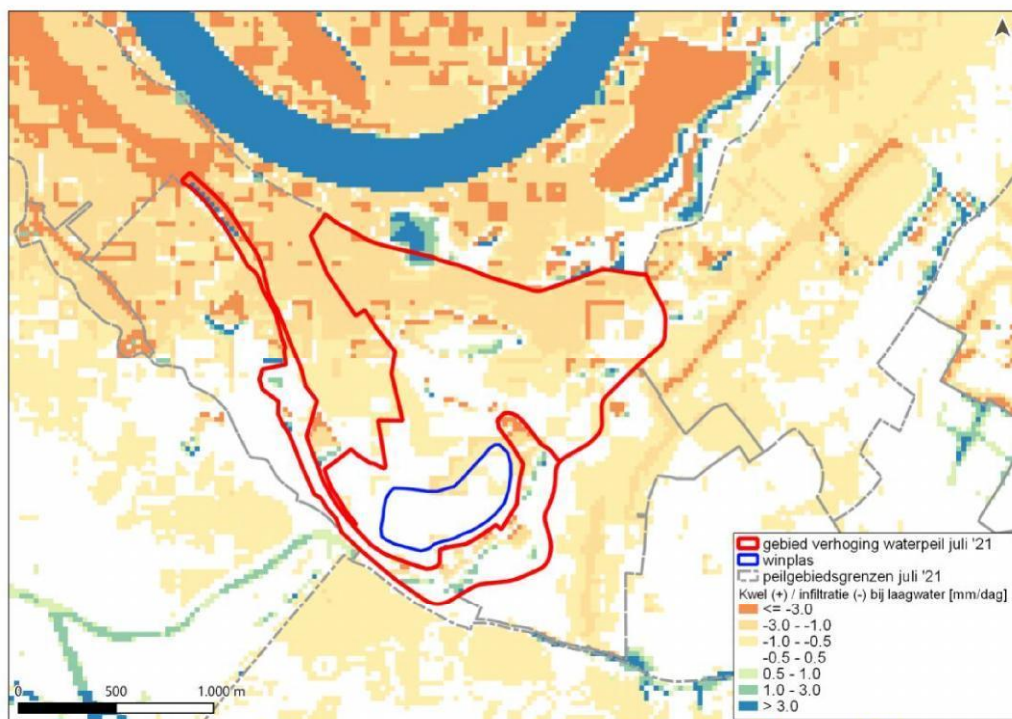 gebied verhoging waterpeil juli '21
winplas
peilgebiedsgrenzen juli '21
Kwel (+) / infiltratie (-) bij laagwater [mm/dag]
<= -3.0
-3.0 - -1.0
-1.0 - -0.5
-0.5 - 0.5
0.5 - 1.0
1.0 - 3.0
> 3.0
0 500 1.000 m